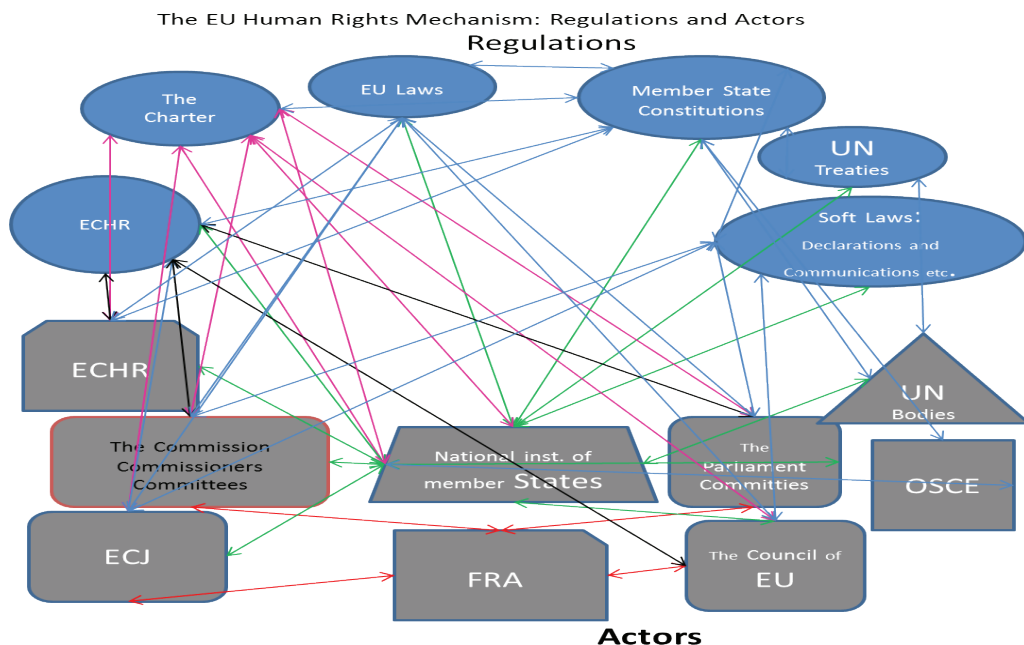 The EU Human Rights Mechanism: Regulations and Actors
Regulations
The
Charter
EU Laws
Member State
Constitutions
UN
Treaties
ECHR
Soft Laws:
Declarations and
Communications etc.
ECHR
UN
Bodies
The Commission
Commissioners
Committees
National inst. of
member States
The
Parliament
Committies
OSCE
ECJ
FRA
The Council of
EU
Actors